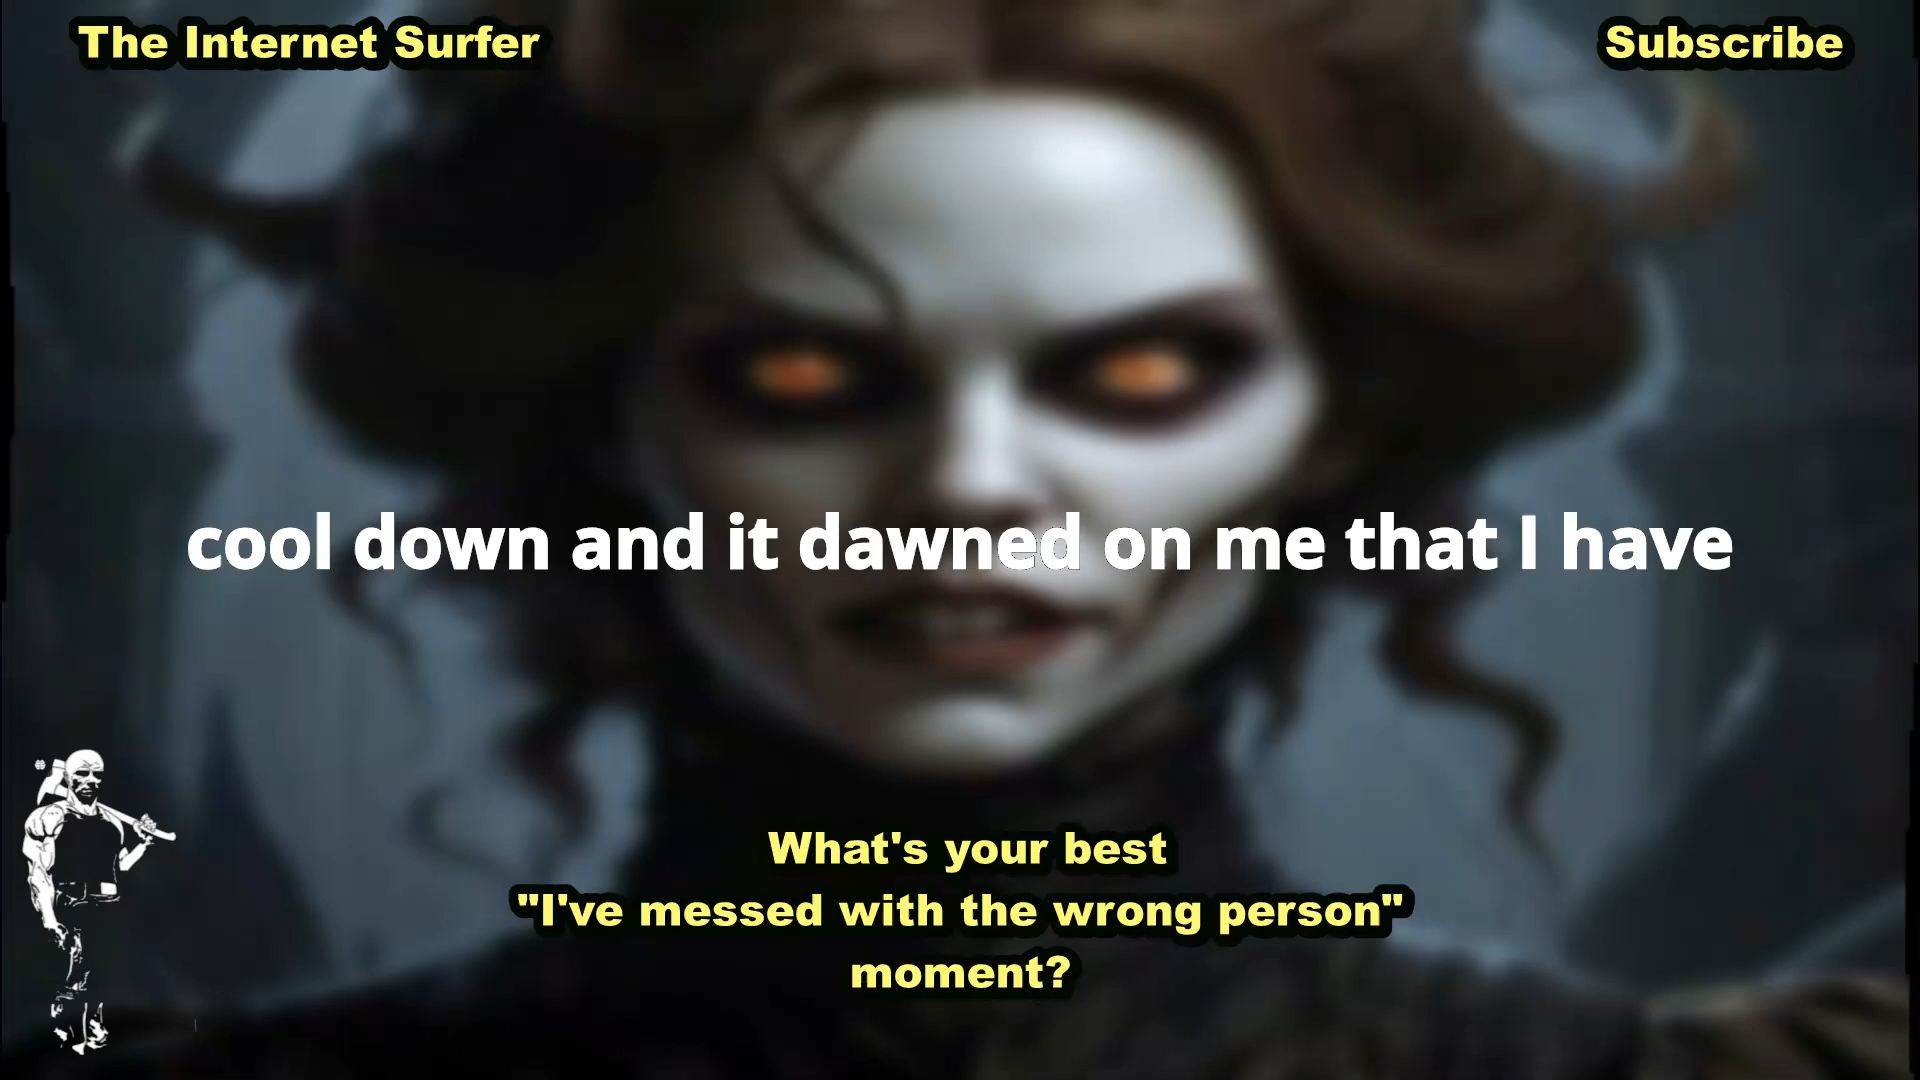 The Internet Surfer
Subscribe
cool down and it dawned on me that I have
What's your best
"I've messed with the wrong person"
moment?